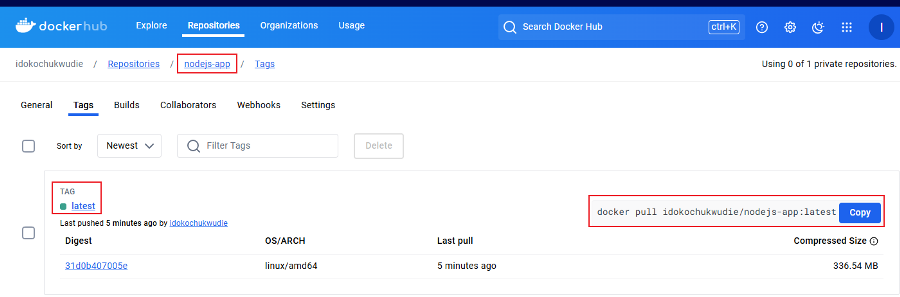 dockerhub Explore Repositories Organizations Usage Search Docker Hub ctrl+K I
idokochukwudie / Repositories / nodejs-app / Tags Using 0 of 1 private repositories.
General Tags Builds Collaborators Webhooks Settings
Sort by Newest Filter Tags Delete
TAG
latest
docker pull idokochukwudie/nodejs-app:latest Copy
Last pushed 5 minutes ago by idokochukwudie
Digest OS/ARCH Last pull Compressed Size
31d0b407005e linux/amd64 5 minutes ago 336.54 MB